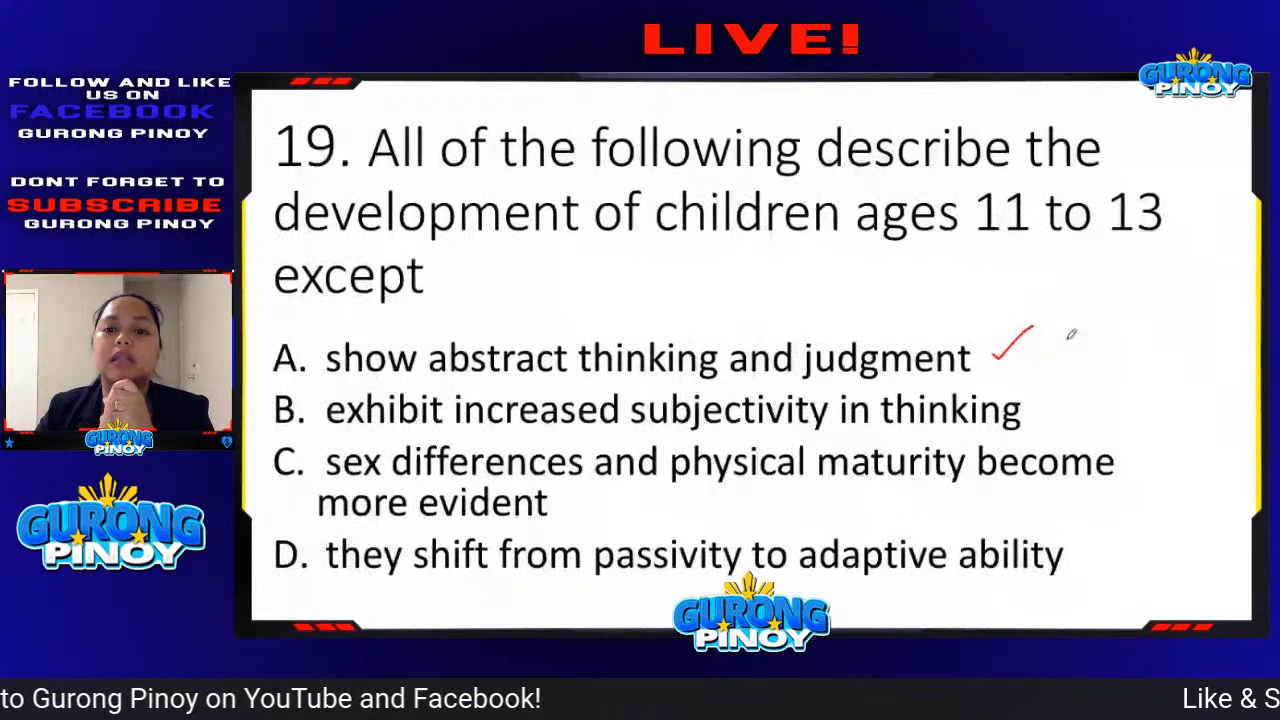 LIVE!
FOLLOW AND LIKE
US ON
FACEBOOK
GURONG PINOY
DONT FORGET TO
SUBSCRIBE
GURONG PINOY
GURONG
PINOY
GURONG
PINOY
GURONG
PINOY
19. All of the following describe the
development of children ages 11 to 13
except
A. show abstract thinking and judgment
B. exhibit increased subjectivity in thinking
C. sex differences and physical maturity become
more evident
D. they shift from passivity to adaptive ability
GURONG
PINOY
to Gurong Pinoy on YouTube and Facebook!
Like & S